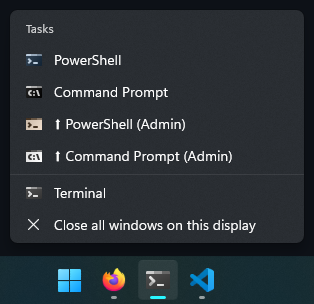 Tasks
PowerShell
Command Prompt
⬆ PowerShell (Admin)
⬆ Command Prompt (Admin)
Terminal
Close all windows on this display